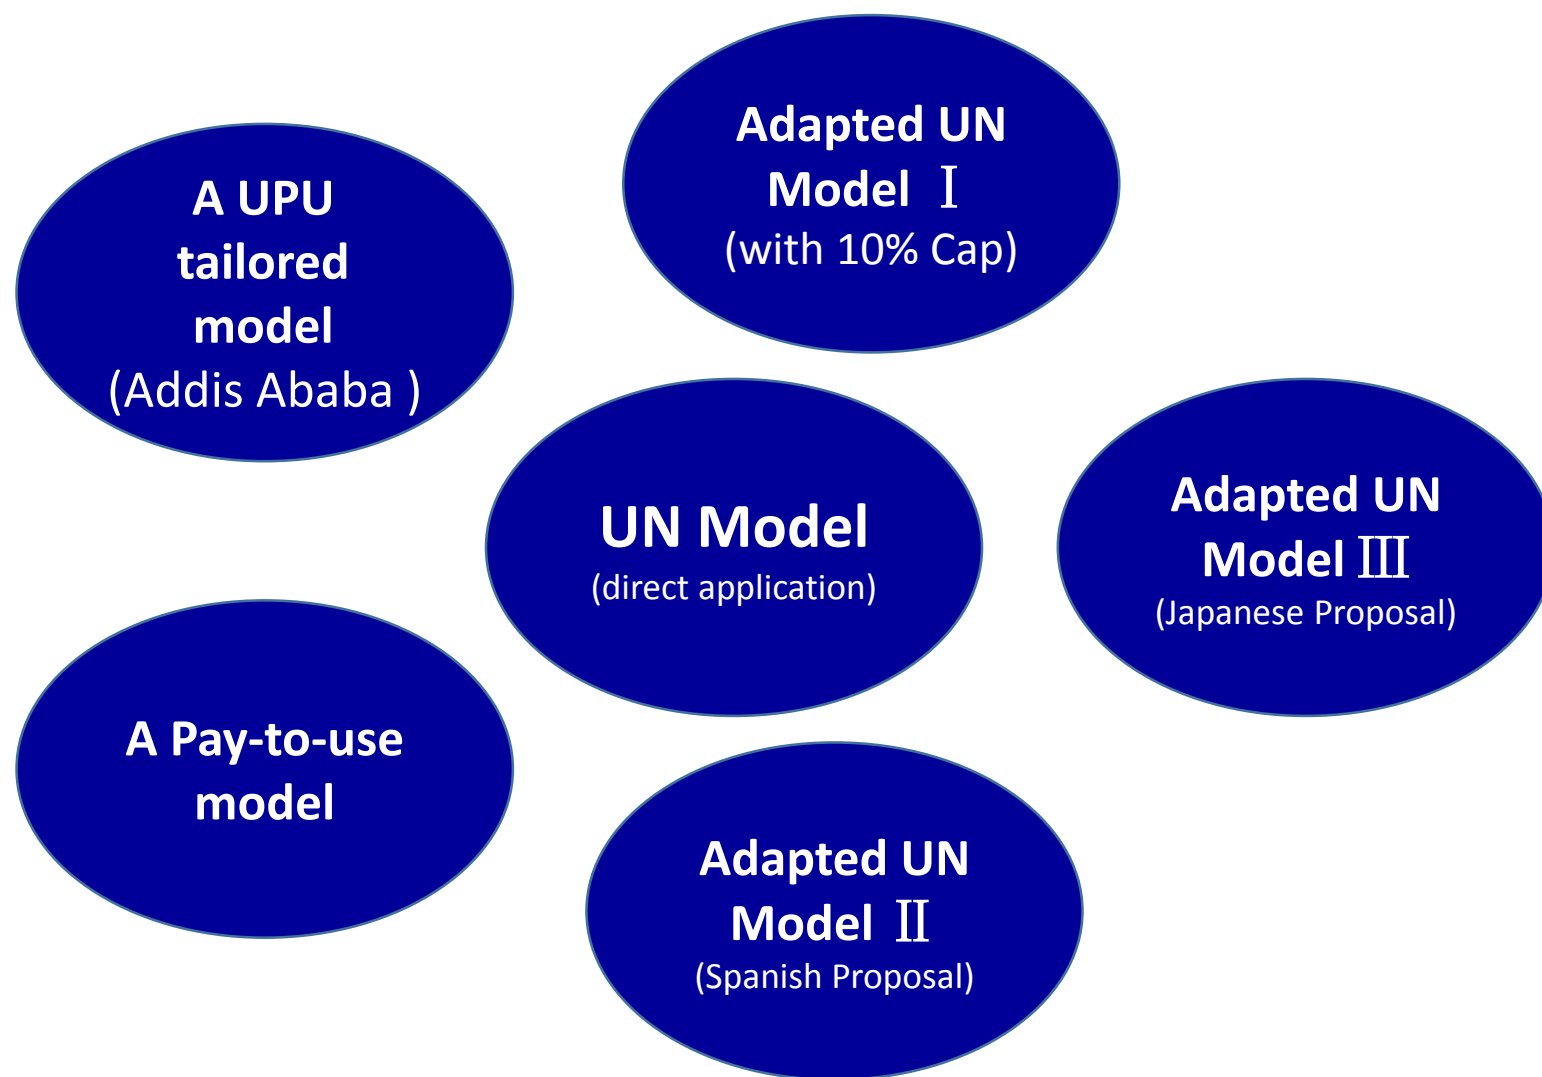 Adapted UN
Model Ⅰ
(with 10% Cap)
A UPU
tailored
model
(Addis Ababa )
UN Model
(direct application)
Adapted UN
Model Ⅲ
(Japanese Proposal)
A Pay-to-use
model
Adapted UN
Model Ⅱ
(Spanish Proposal)